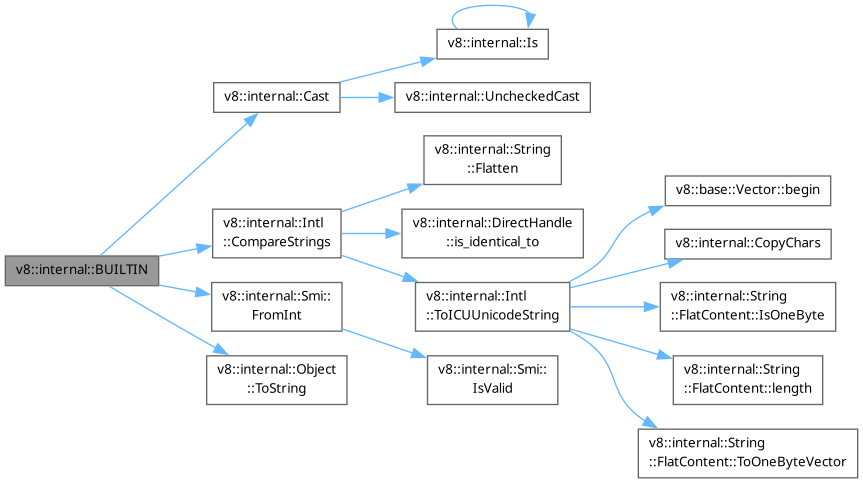 v8::internal::Is
v8::internal::Cast
v8::internal::UncheckedCast
v8::internal::String
::Flatten
v8::base::Vector::begin
v8::internal::Intl
::CompareStrings
v8::internal::DirectHandle
::is_identical_to
v8::internal::CopyChars
v8::internal::BUILTIN
v8::internal::Smi::
FromInt
v8::internal::Intl
::ToICUUnicodeString
v8::internal::String
::FlatContent::IsOneByte
v8::internal::Object
::ToString
v8::internal::Smi::
IsValid
v8::internal::String
::FlatContent::length
v8::internal::String
::FlatContent::ToOneByteVector